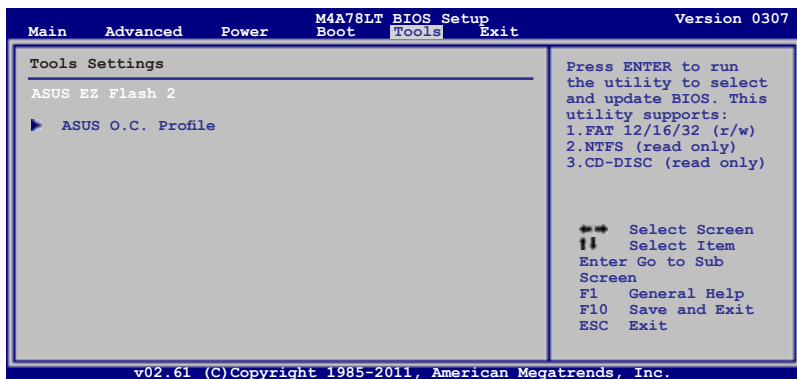 M4A78LT BIOS Setup Version 0307
Main Advanced Power Boot Tools Exit
Tools Settings
ASUS EZ Flash 2
ASUS O.C. Profile
Press ENTER to run
the utility to select
and update BIOS. This
utility supports:
1.FAT 12/16/32 (r/w)
2.NTFS (read only)
3.CD-DISC (read only)
Select Screen
Select Item
Enter Go to Sub
Screen
F1 General Help
F10 Save and Exit
ESC Exit
v02.61 (C)Copyright 1985-2011, American Megatrends, Inc.